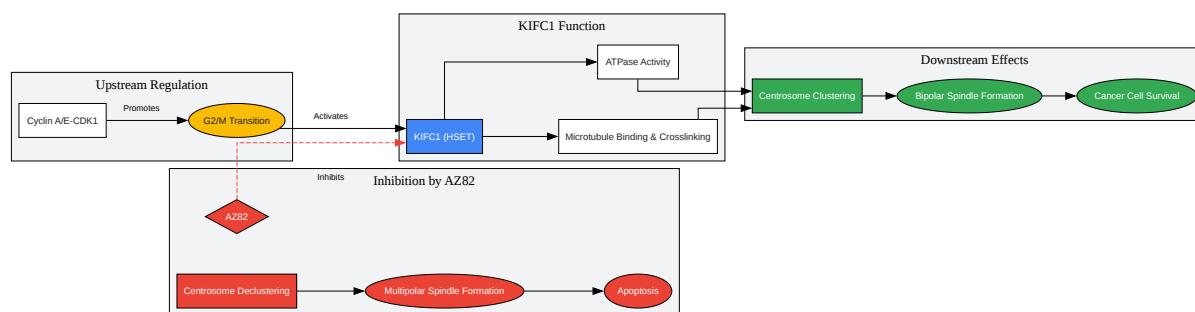 KIFC1 Function
ATPase Activity
Downstream Effects
Upstream Regulation
Centrosome Clustering
Bipolar Spindle Formation
Cancer Cell Survival
Promotes
Cyclin A/E-CDK1
G2/M Transition
Activates
KIFC1 (HSET)
Microtubule Binding & Crosslinking
Inhibits
Inhibition by AZ82
AZ82
Centrosome Declustering
Multipolar Spindle Formation
Apoptosis